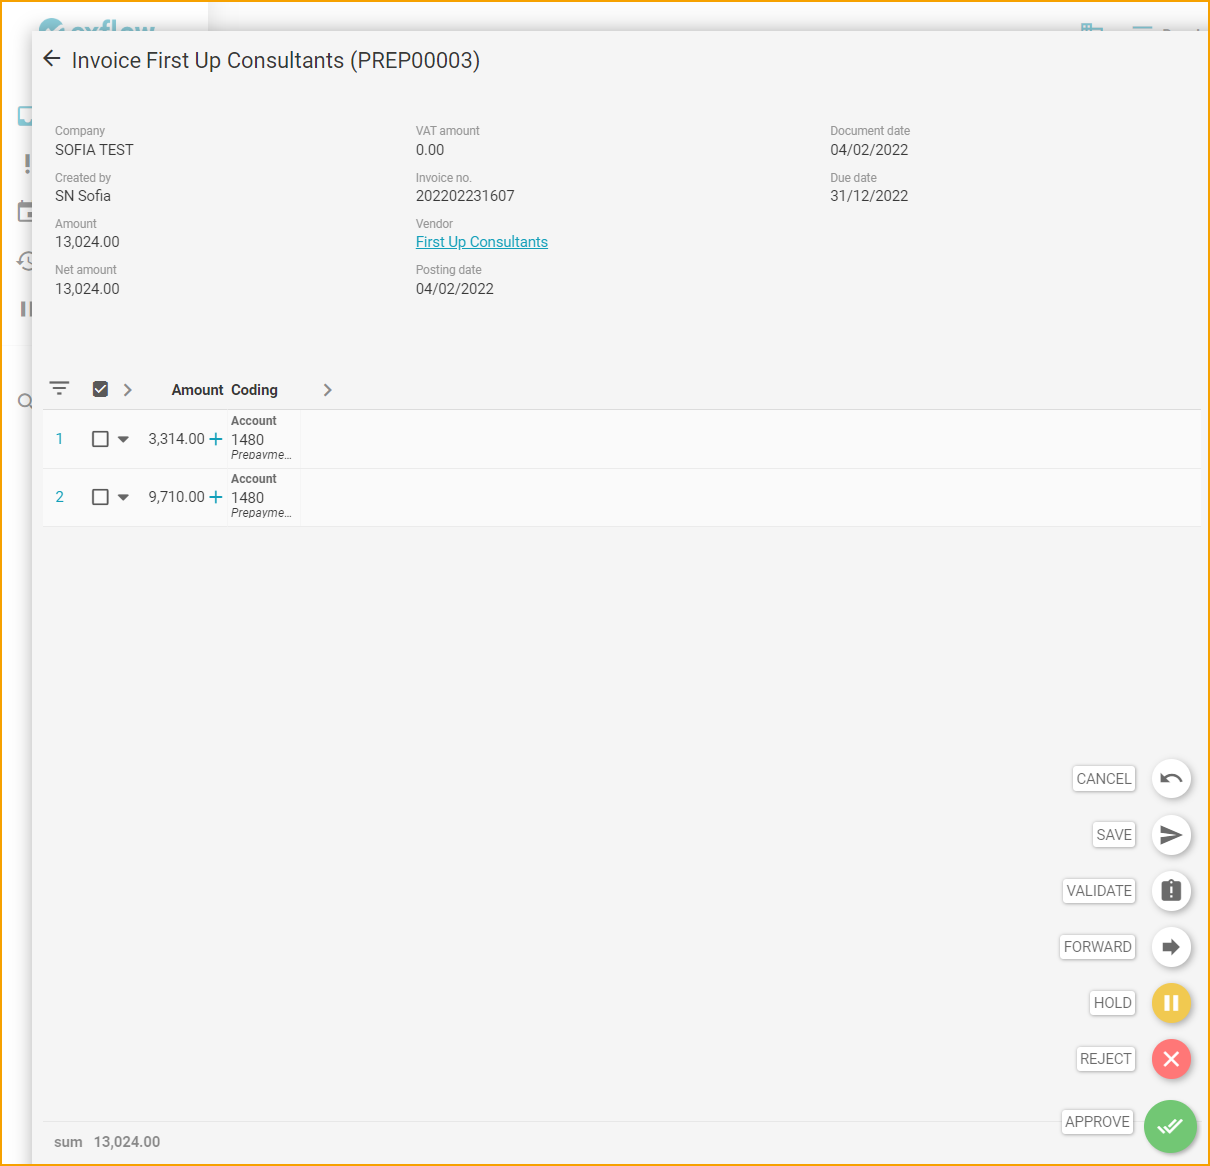 exflow
Invoice First Up Consultants (PREP00003)
Company
SOFIA TEST
Created by
SN Sofia
Amount
13,024.00
Net amount
13,024.00
VAT amount
0.00
Invoice no.
202202231607
Vendor
First Up Consultants
Posting date
04/02/2022
Document date
04/02/2022
Due date
31/12/2022
Amount Coding
1 3,314.00 Account
1480
Prepayme...
2 9,710.00 Account
1480
Prepayme...
CANCEL
SAVE
VALIDATE
FORWARD
HOLD
REJECT
APPROVE
sum 13,024.00